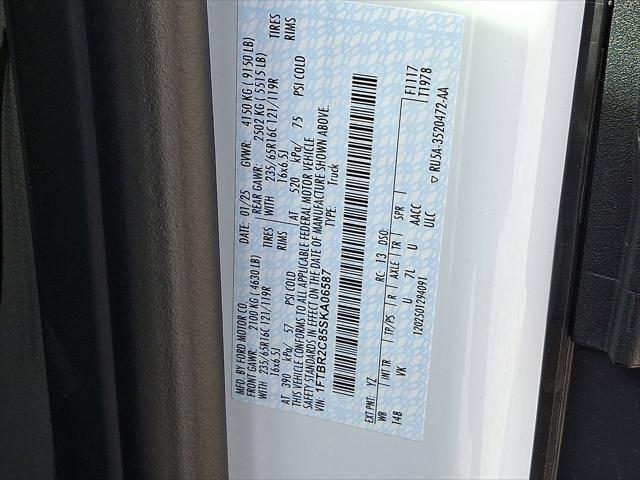 MFD. BY FORD MOTOR CO.
DATE: 01/25 GVWR: 4150 KG ( 9150 LB)
FRONT GAWR: 2100 KG ( 4630 LB)
REAR GAWR: 2502 KG ( 5515 LB)
WITH 235/65R16C 121/119R TIRES
WITH 235/65R16C 121/119R TIRES
16x6.5J RIMS
16x6.5J RIMS
AT 390 kPa/ 57 PSI COLD
AT 520 kPa/ 75 PSI COLD
THIS VEHICLE CONFORMS TO ALL APPLICABLE FEDERAL MOTOR VEHICLE
SAFETY STANDARDS IN EFFECT ON THE DATE OF MANUFACTURE SHOWN ABOVE.
VIN: 1FTBR2C85SKA06587
TYPE: Truck
EXT PNT: YZ RC: 13 DSO: F1117
WB INT TR TP/PS R AXLE TR SPR T1978
148 VK U 7L U AACC
ULC
1202501294091 ▽ RU5A-3520472-AA